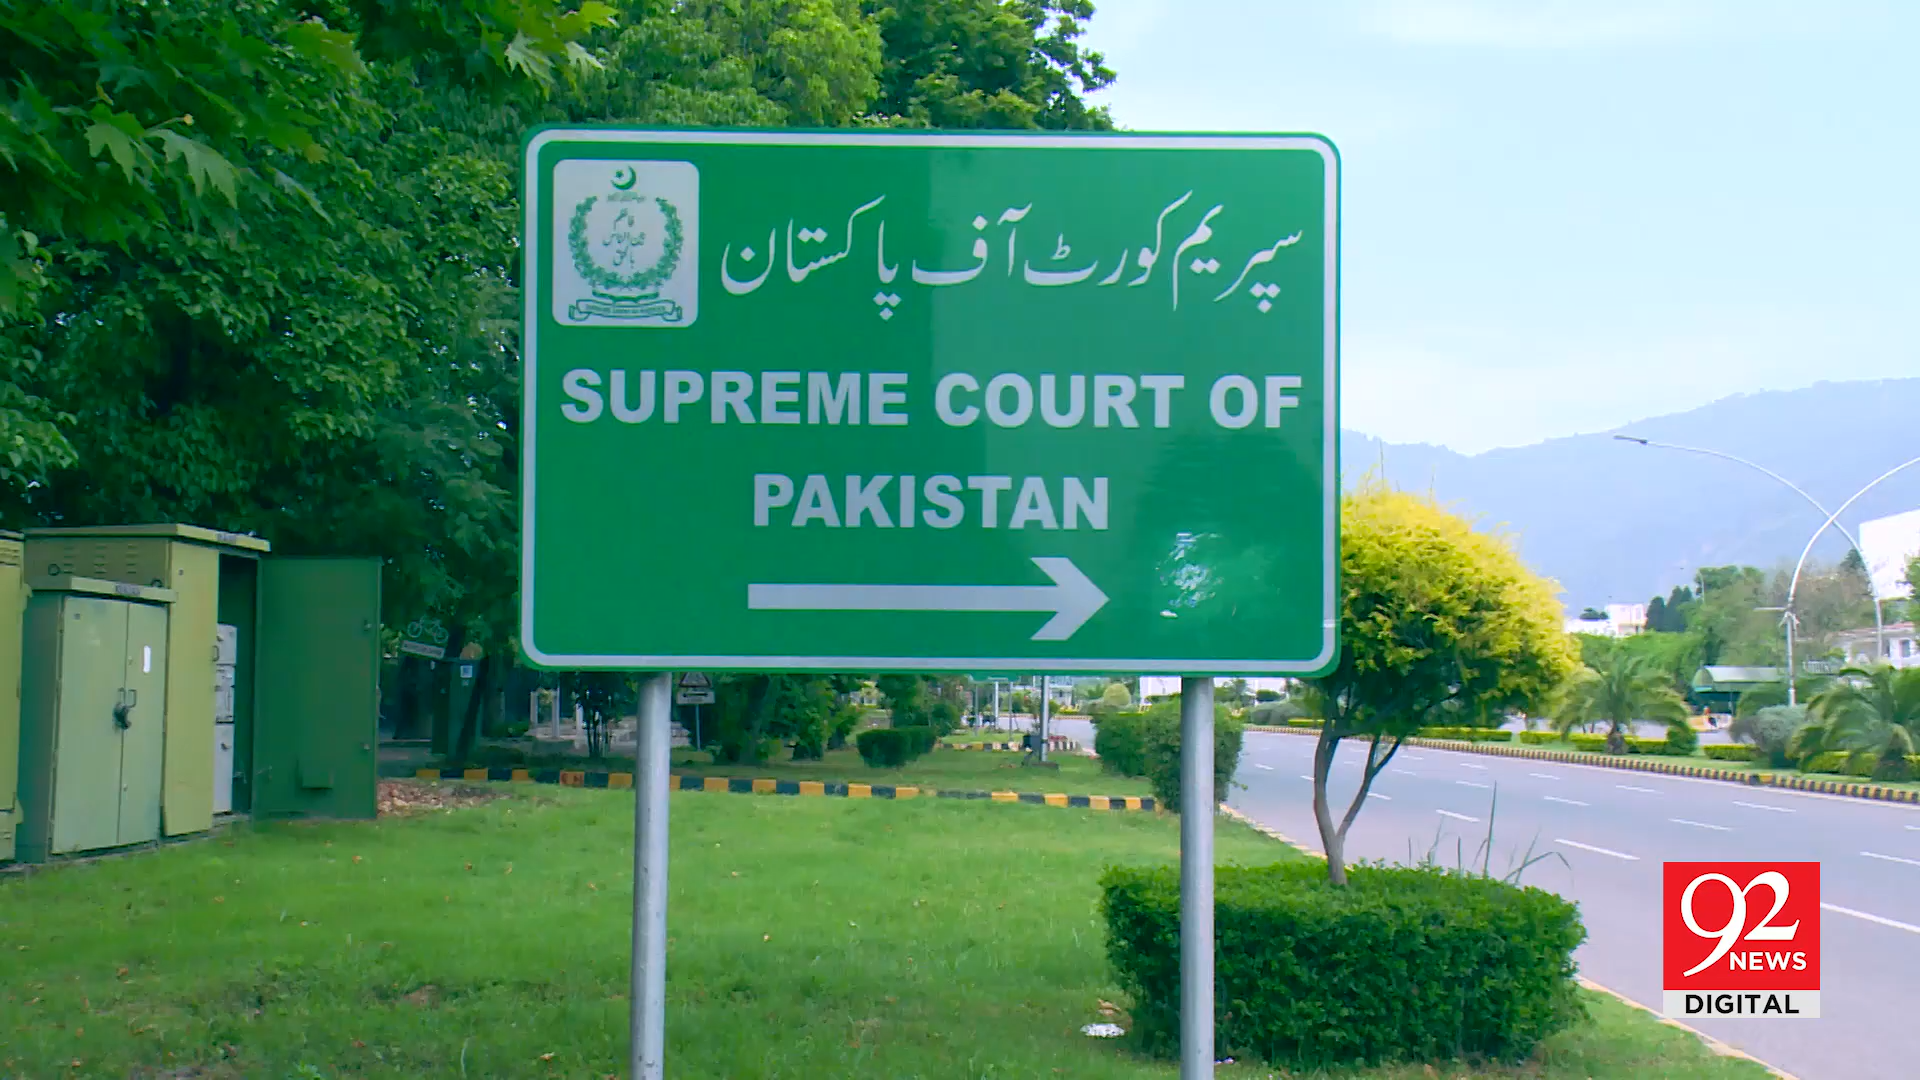 سپریم کورٹ آف پاکستان
SUPREME COURT OF
PAKISTAN
92
NEWS
DIGITAL